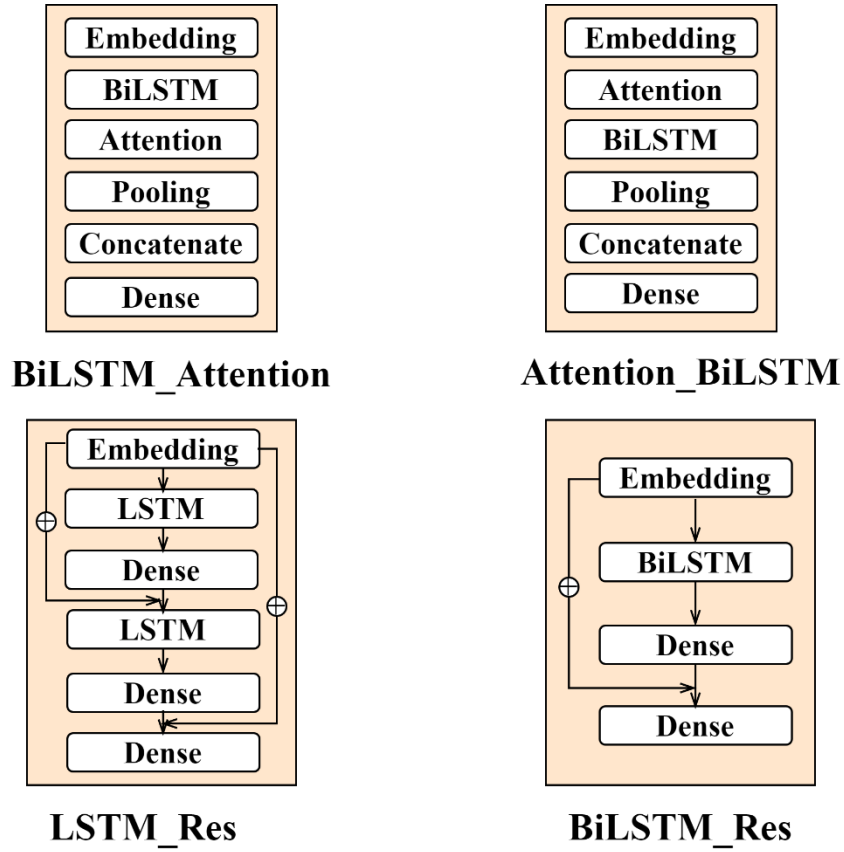 Embedding
BiLSTM
Attention
Pooling
Concatenate
Dense
BiLSTM_Attention
Embedding
Attention
BiLSTM
Pooling
Concatenate
Dense
Attention_BiLSTM
Embedding
LSTM
Dense
LSTM
Dense
Dense
LSTM_Res
Embedding
BiLSTM
Dense
Dense
BiLSTM_Res